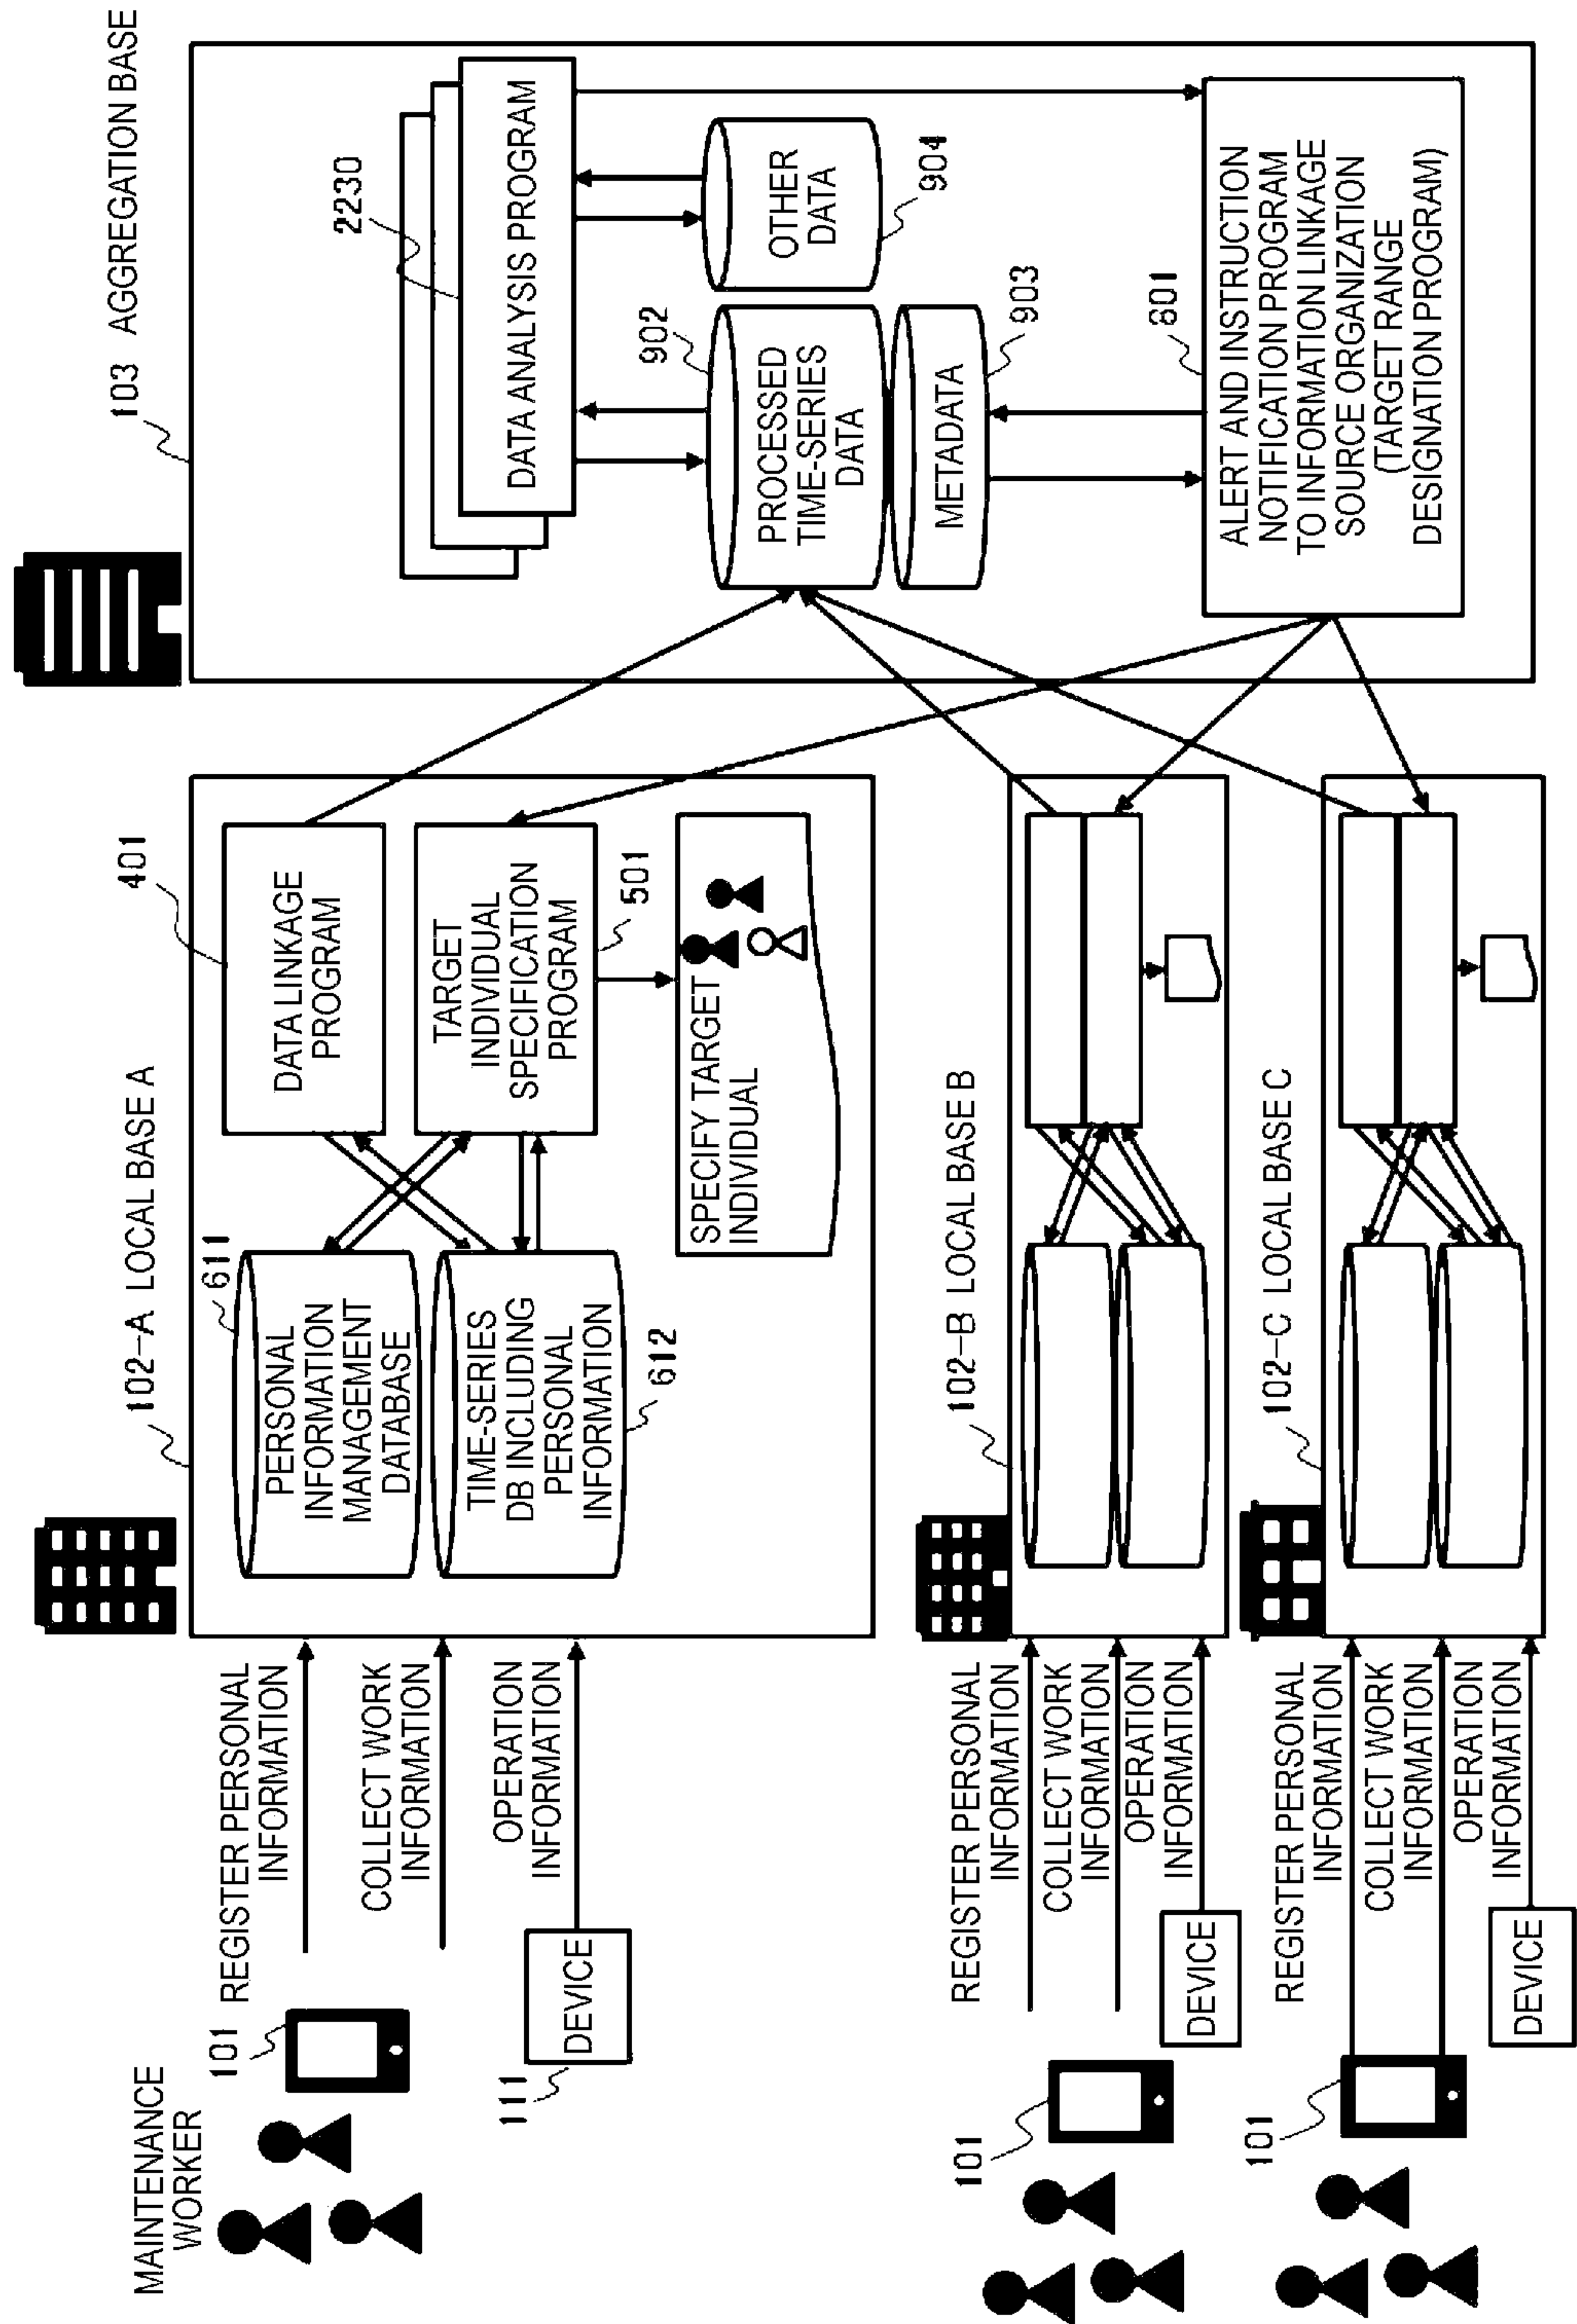 MAINTENANCE
WORKER
101
111
DEVICE
REGISTER PERSONAL
INFORMATION
COLLECT WORK
INFORMATION
OPERATION
INFORMATION
102-A LOCAL BASE A
611
PERSONAL
INFORMATION
MANAGEMENT
DATABASE
TIME-SERIES
DB INCLUDING
PERSONAL
INFORMATION
612
401
DATA LINKAGE
PROGRAM
TARGET
INDIVIDUAL
SPECIFICATION
PROGRAM
501
SPECIFY TARGET
INDIVIDUAL
101
DEVICE
REGISTER PERSONAL
INFORMATION
COLLECT WORK
INFORMATION
OPERATION
INFORMATION
102-B LOCAL BASE B
101
DEVICE
REGISTER PERSONAL
INFORMATION
COLLECT WORK
INFORMATION
OPERATION
INFORMATION
102-C LOCAL BASE C
103 AGGREGATION BASE
2230
DATA ANALYSIS PROGRAM
902
PROCESSED
TIME-SERIES
DATA
OTHER
DATA
904
METADATA
903
801
ALERT AND INSTRUCTION
NOTIFICATION PROGRAM
TO INFORMATION LINKAGE
SOURCE ORGANIZATION
(TARGET RANGE
DESIGNATION PROGRAM)